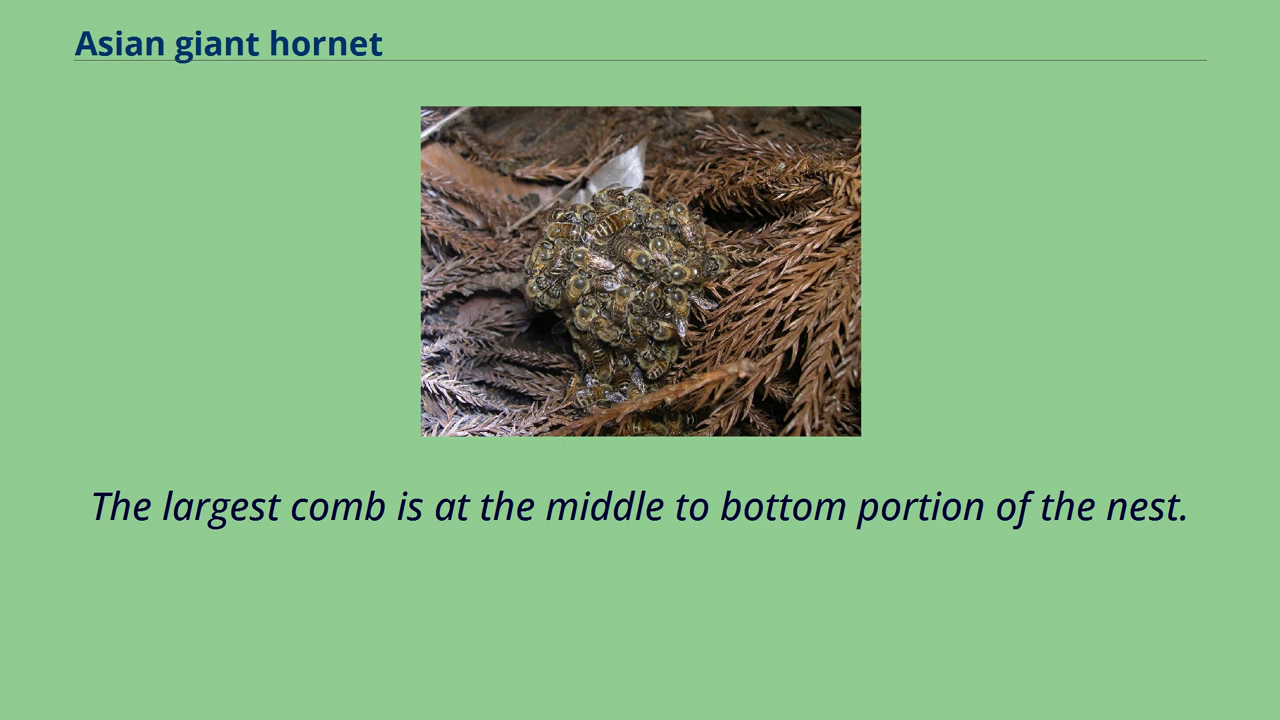 Asian giant hornet
The largest comb is at the middle to bottom portion of the nest.